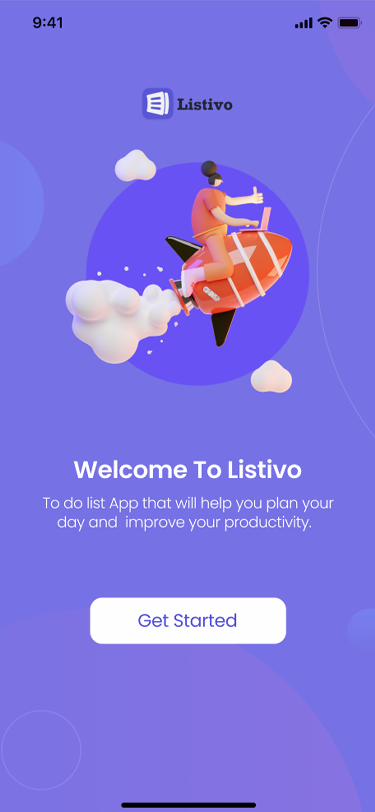 9:41
Listivo
Welcome To Listivo
To do list App that will help you plan your
day and  improve your productivity.
Get Started